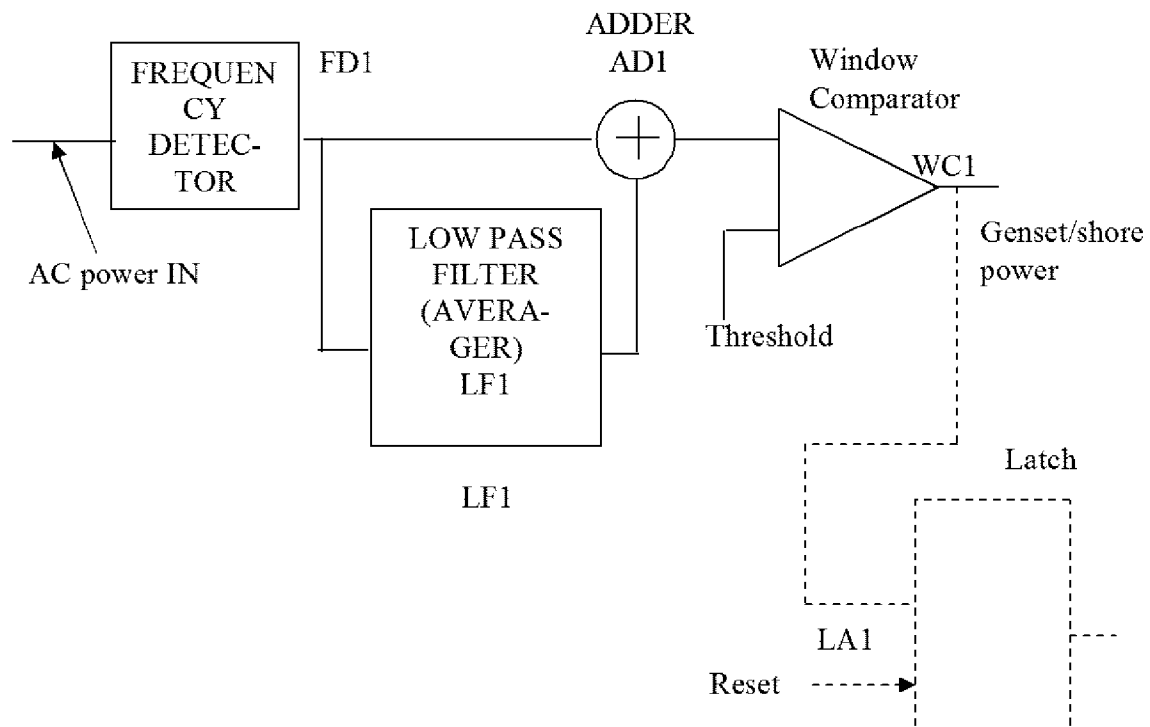 FREQUEN
CY
DETEC-
TOR
FD1
ADDER
AD1
+
Window
Comparator
WC1
AC power IN
LOW PASS
FILTER
(AVERA-
GER)
LF1
LF1
Genset/shore
power
Threshold
Latch
LA1
Reset